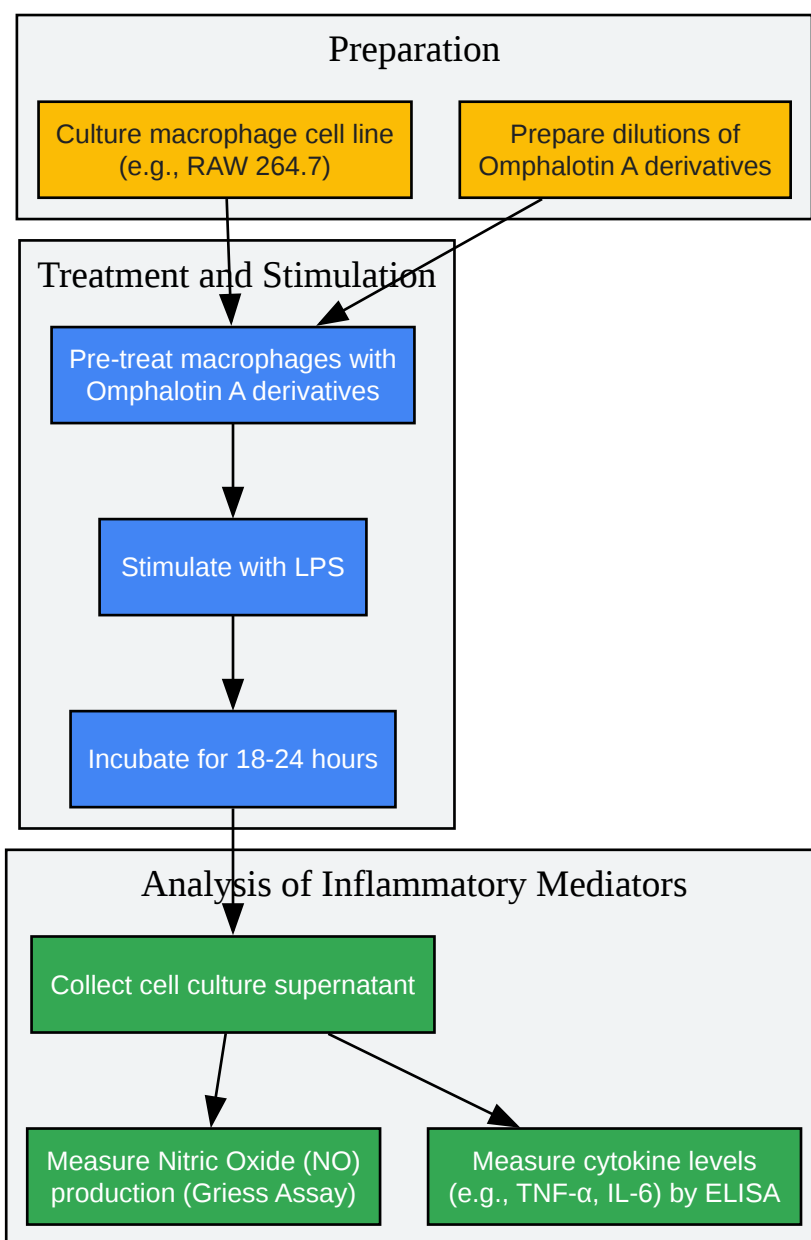 Preparation
Culture macrophage cell line
(e.g., RAW 264.7)
Prepare dilutions of
Omphalotin A derivatives
Treatment and Stimulation
Pre-treat macrophages with
Omphalotin A derivatives
Stimulate with LPS
Incubate for 18-24 hours
Analysis of Inflammatory Mediators
Collect cell culture supernatant
Measure Nitric Oxide (NO)
production (Griess Assay)
Measure cytokine levels
(e.g., TNF-α, IL-6) by ELISA